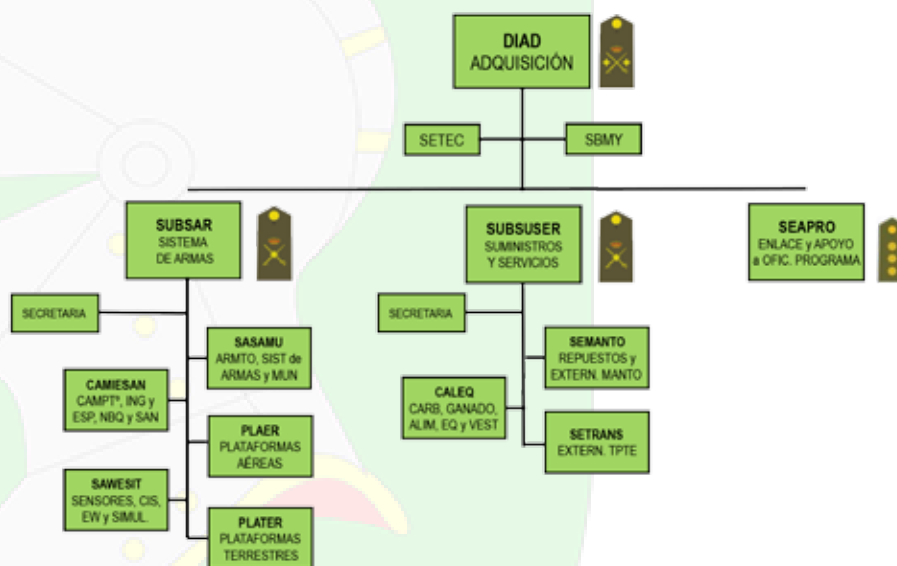 DIAD
ADQUISICIÓN
SETEC
SBMY
SUBSAR
SISTEMA
DE ARMAS
SUBSUSER
SUMINISTROS
Y SERVICIOS
SEAPRO
ENLACE y APOYO
a OFIC. PROGRAMA
SECRETARIA
SASAMU
ARMTO, SIST de
ARMAS y MUN
CAMIESAN
CAMPTº, ING y
ESP, NBQ y SAN
PLAER
PLATAFORMAS
AÉREAS
SAWESIT
SENSORES, CIS,
EW y SIMUL.
PLATER
PLATAFORMAS
TERRESTRES
SECRETARIA
SEMANTO
REPUESTOS y
EXTERN. MANTO
CALEQ
CARB, GANADO,
ALIM, EQ y VEST
SETRANS
EXTERN. TPTE